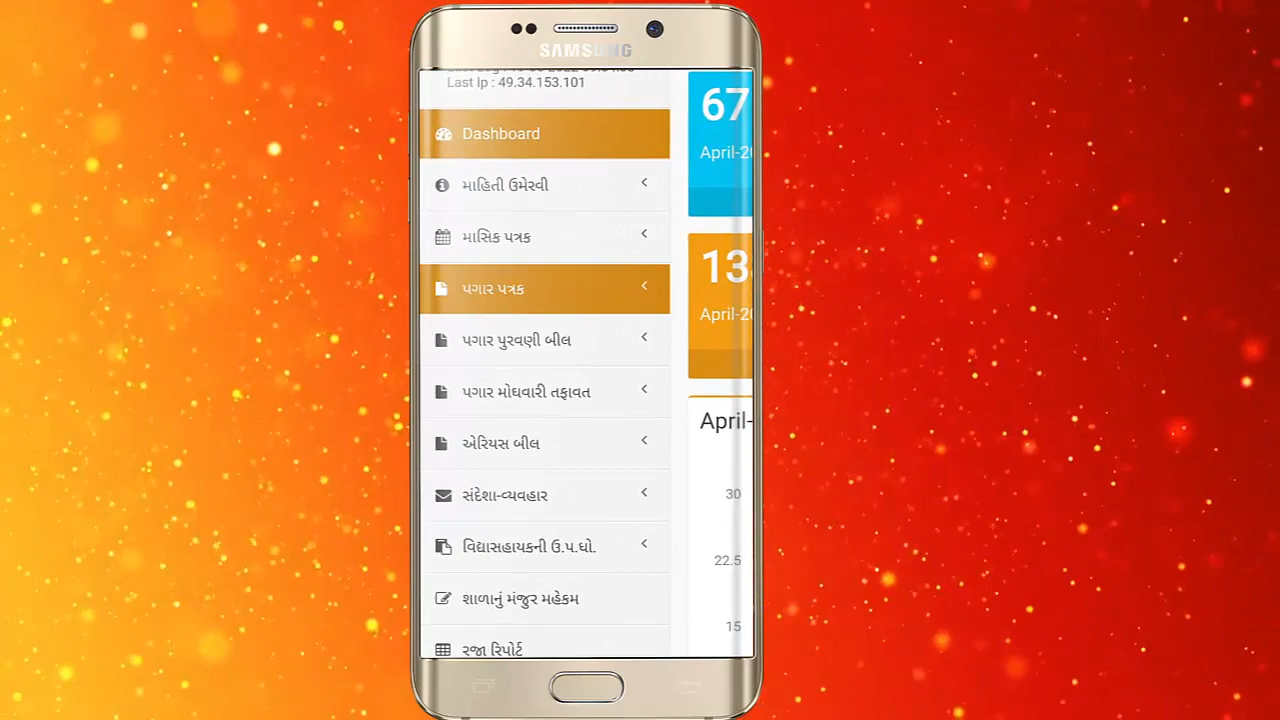 SAMSUNG
Last Ip : 49.34.153.101
Dashboard
માહિતી ઉમેરવી
માસિક પત્રક
પગાર પત્રક
પગાર પુરવણી બીલ
પગાર મોઘવારી તફાવત
એરિયસ બીલ
સંદેશા-વ્યવહાર
વિદ્યાસહાયકની ઉ.પ.ધો.
શાળાનું મંજુર મહેકમ
રજા રિપોર્ટ
67
April-20
13
April-20
April-
30
22.5
15